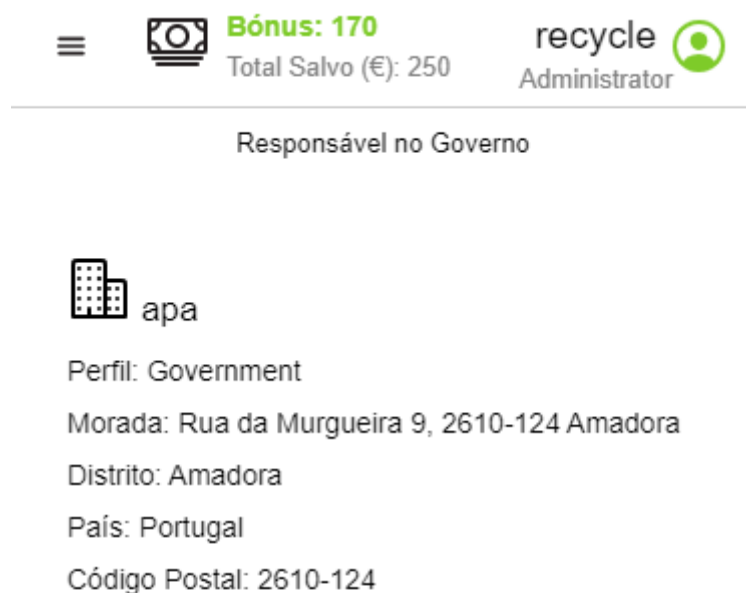 Bónus: 170
Total Salvo (€): 250
recycle
Administrator
Responsável no Governo
apa
Perfil: Government
Morada: Rua da Murgueira 9, 2610-124 Amadora
Distrito: Amadora
País: Portugal
Código Postal: 2610-124